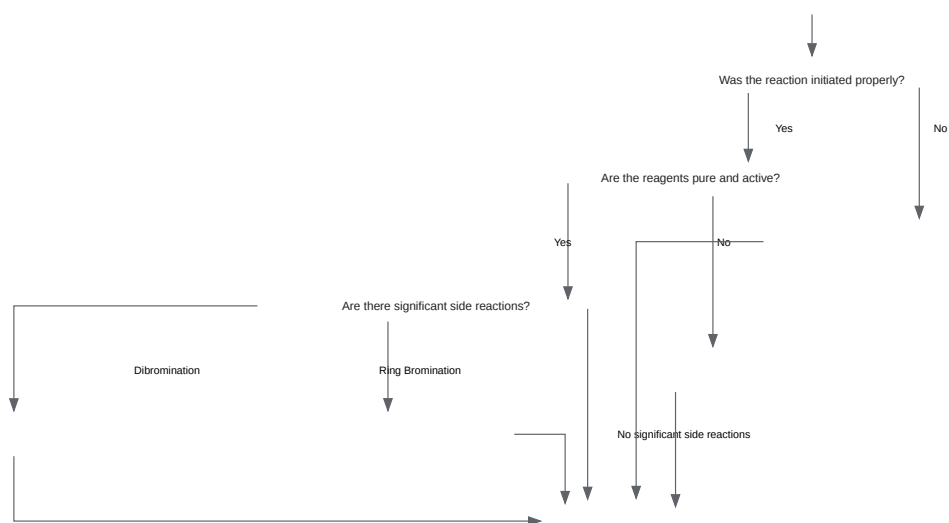 Was the reaction initiated properly?
Yes
No
Are the reagents pure and active?
Yes
No
Are there significant side reactions?
Dibromination
Ring Bromination
No significant side reactions